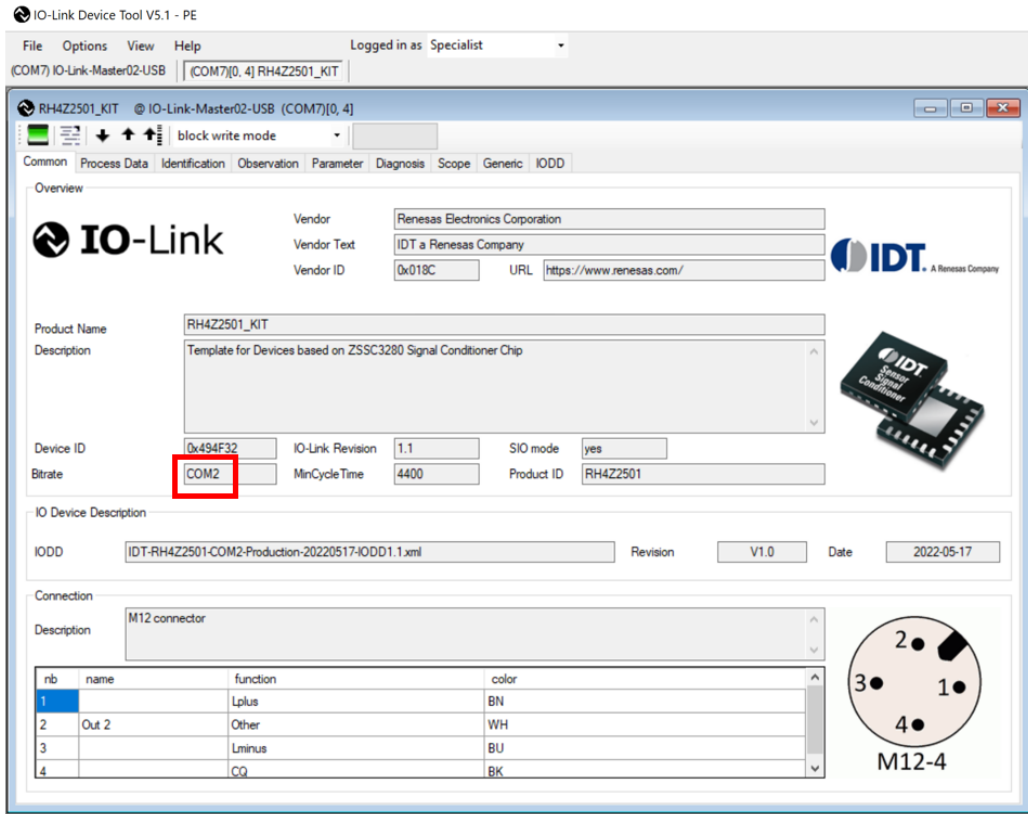 IO-Link Device Tool V5.1 - PE
File Options View Help Logged in as Specialist
(COM7) IO-Link-Master02-USB (COM7)[0, 4] RH4Z2501_KIT
RH4Z2501_KIT @ IO-Link-Master02-USB (COM7)[0, 4]
block write mode
Common Process Data Identification Observation Parameter Diagnosis Scope Generic IODD
Overview
IO-Link
Vendor Renesas Electronics Corporation
Vendor Text IDT a Renesas Company
Vendor ID 0x018C URL https://www.renesas.com/
IDT. A Renesas Company
Product Name RH4Z2501_KIT
Description Template for Devices based on ZSSC3280 Signal Conditioner Chip
IDT.
Sensor
Signal
Conditioner
Device ID 0x494F32 IO-Link Revision 1.1 SIO mode yes
Bitrate COM2 MinCycleTime 4400 Product ID RH4Z2501
IO Device Description
IODD IDT-RH4Z2501-COM2-Production-20220517-IODD1.1.xml Revision V1.0 Date 2022-05-17
Connection
Description M12 connector
nb name function color
1 Lplus BN
2 Out 2 Other WH
3 Lminus BU
4 CQ BK
2
3 1
4
M12-4